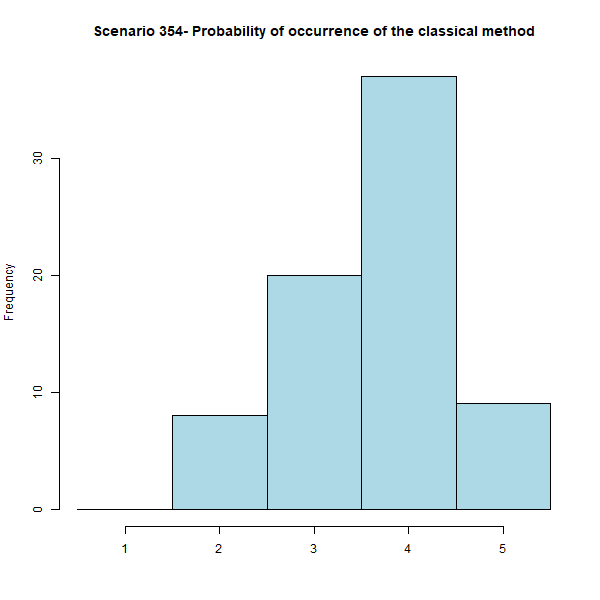 Scenario 354- Probability of occurrence of the classical method
Frequency
30
20
10
0
1 2 3 4 5